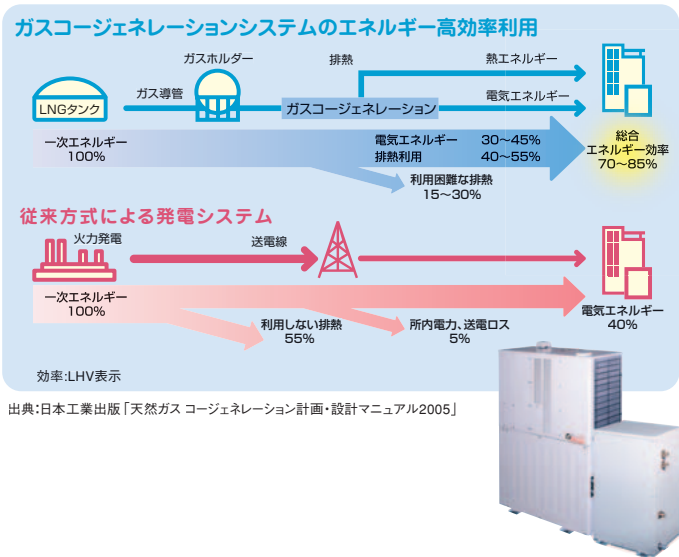 ガスコージェネレーションシステムのエネルギー高効率利用
ガスホルダー
排熱
熱エネルギー
ガス導管
電気エネルギー
LNGタンク
ガスコージェネレーション
一次エネルギー
100%
電気エネルギー 30〜45%
排熱利用 40〜55%
総合
エネルギー効率
70〜85%
利用困難な排熱
15〜30%
従来方式による発電システム
火力発電
送電線
一次エネルギー
100%
利用しない排熱
55%
所内電力、送電ロス
5%
電気エネルギー
40%
効率:LHV表示
出典:日本工業出版「天然ガス コージェネレーション計画・設計マニュアル2005」